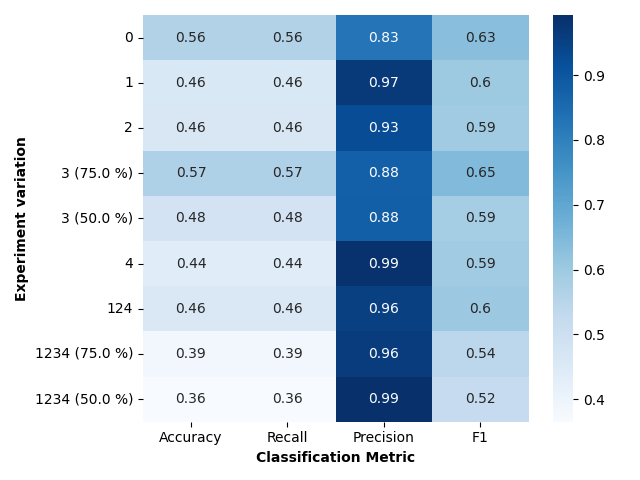 0 0.56 0.56 0.83 0.63
1 0.46 0.46 0.97 0.6
2 0.46 0.46 0.93 0.59
3 (75.0 %) 0.57 0.57 0.88 0.65
3 (50.0 %) 0.48 0.48 0.88 0.59
4 0.44 0.44 0.99 0.59
124 0.46 0.46 0.96 0.6
1234 (75.0 %) 0.39 0.39 0.96 0.54
1234 (50.0 %) 0.36 0.36 0.99 0.52
Accuracy Recall Precision F1
Classification Metric
Experiment variation
0.9
0.8
0.7
0.6
0.5
0.4